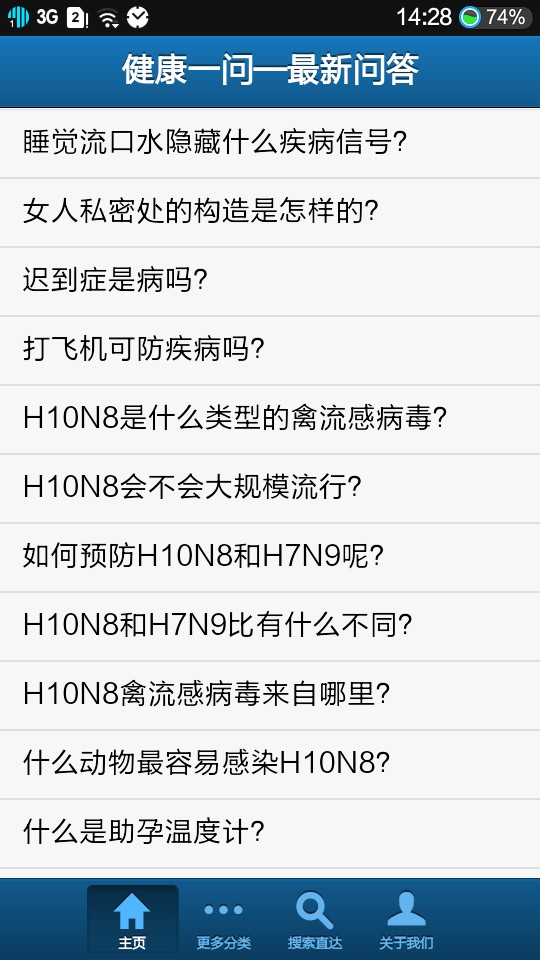 1 3G 2 ! 14:28 74%
健康一问—最新问答
睡觉流口水隐藏什么疾病信号?
女人私密处的构造是怎样的?
迟到症是病吗?
打飞机可防疾病吗?
H10N8是什么类型的禽流感病毒?
H10N8会不会大规模流行?
如何预防H10N8和H7N9呢?
H10N8和H7N9比有什么不同?
H10N8禽流感病毒来自哪里?
什么动物最容易感染H10N8?
什么是助孕温度计?
主页 更多分类 搜索直达 关于我们